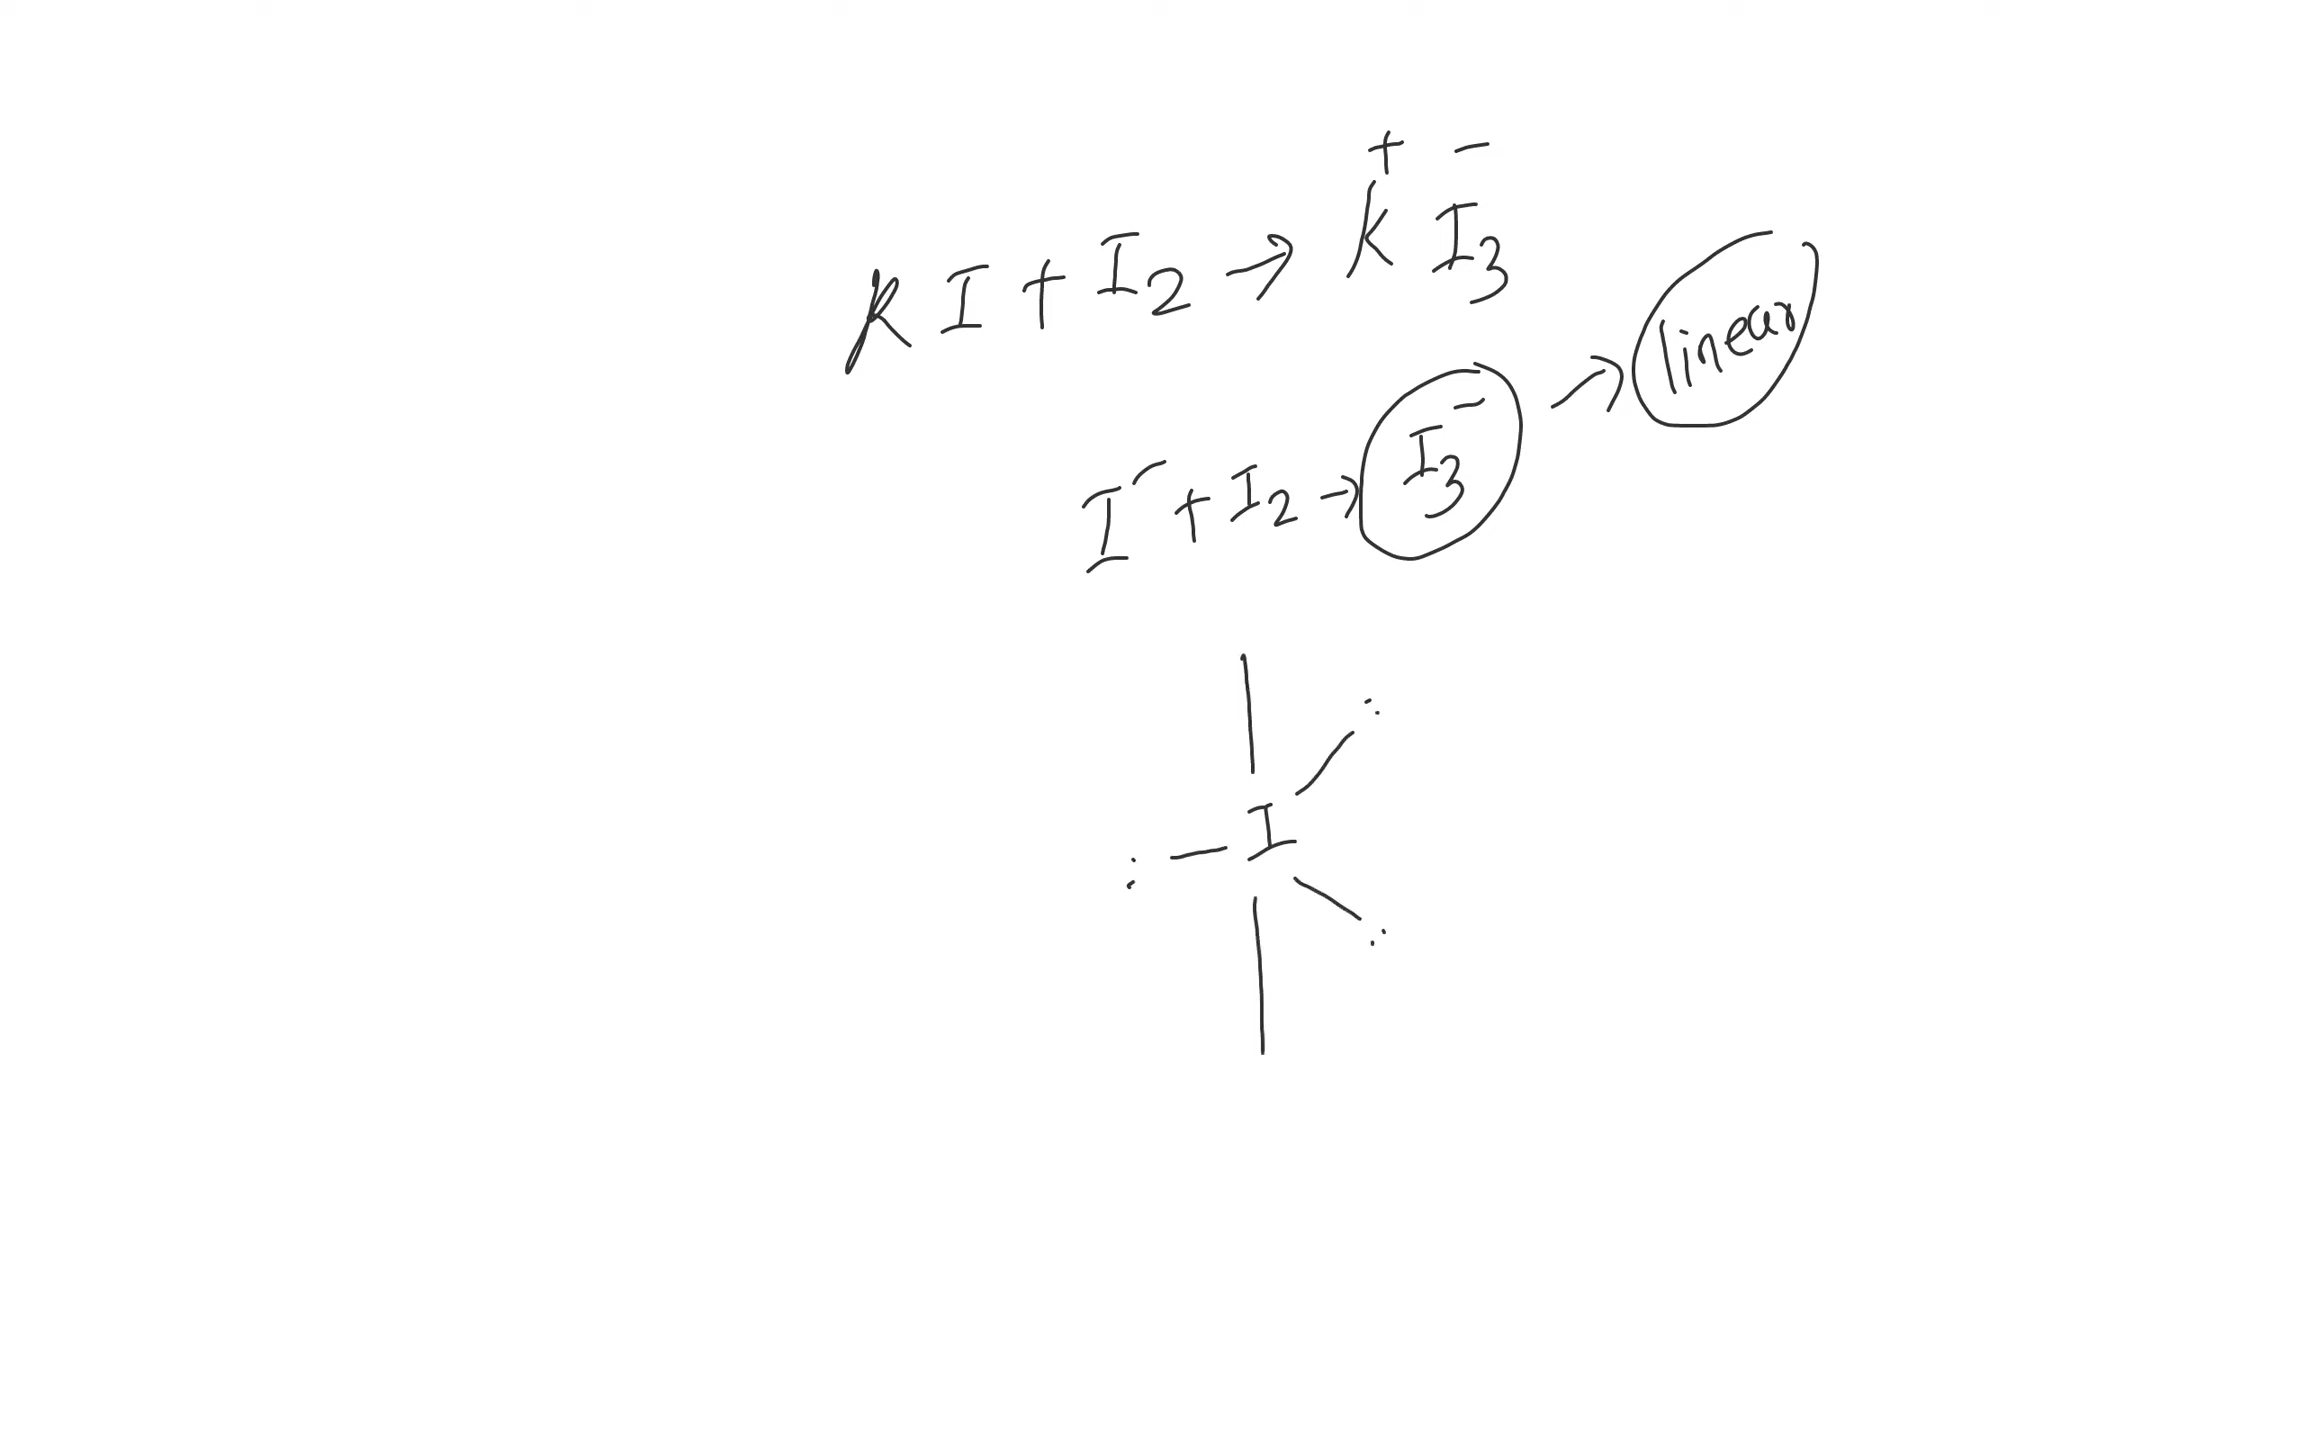 KI + I₂ → K⁺ I₃⁻
I⁻ + I₂ → I₃⁻ → linear
I